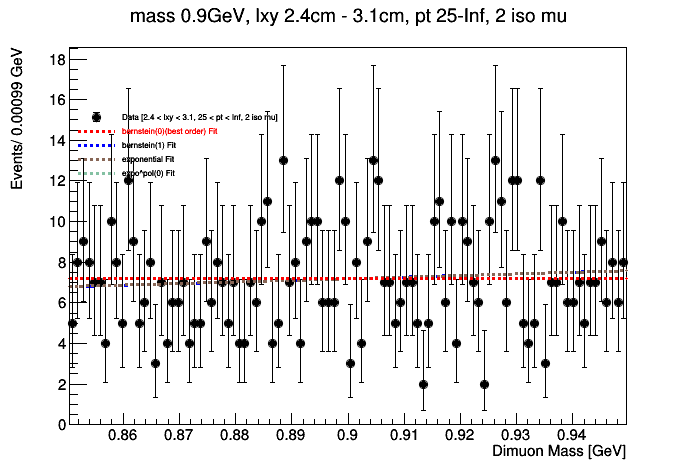 mass 0.9GeV, lxy 2.4cm - 3.1cm, pt 25-Inf, 2 iso mu
Events/ 0.00099 GeV
18
16
14
12
10
8
6
4
2
0
Data [2.4 < lxy < 3.1, 25 < pt < Inf, 2 iso mu]
bernstein(0)(best order) Fit
bernstein(1) Fit
exponential Fit
expo*pol(0) Fit
0.86 0.87 0.88 0.89 0.9 0.91 0.92 0.93 0.94
Dimuon Mass [GeV]